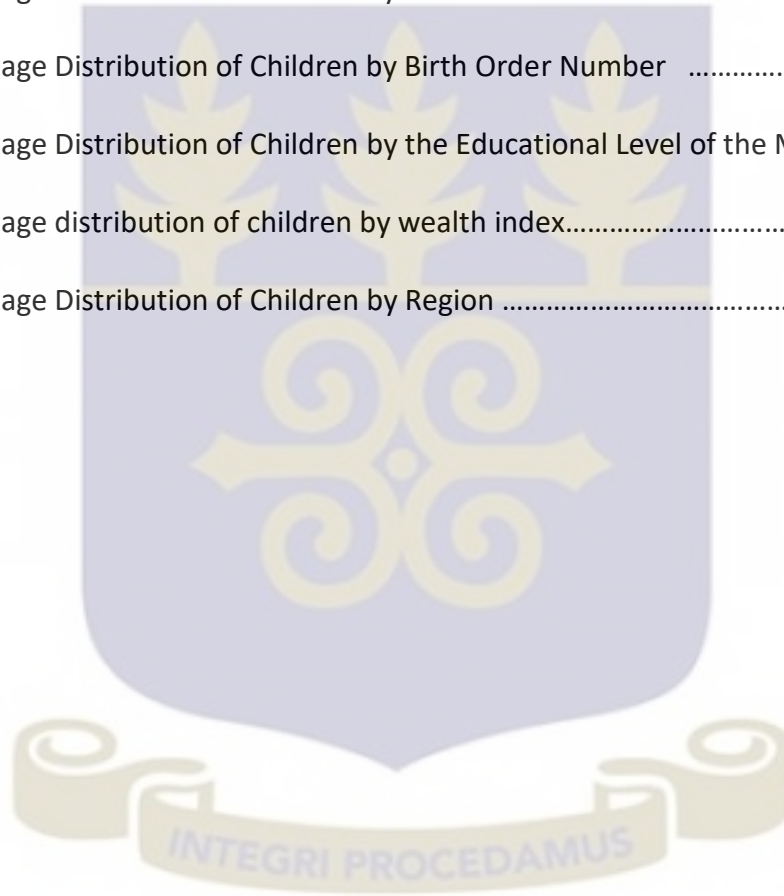 age Distribution of Children by Birth Order Number ................
age Distribution of Children by the Educational Level of the
age distribution of children by wealth index..............................
age Distribution of Children by Region .......................................
INTEGRI PROCEDAMUS